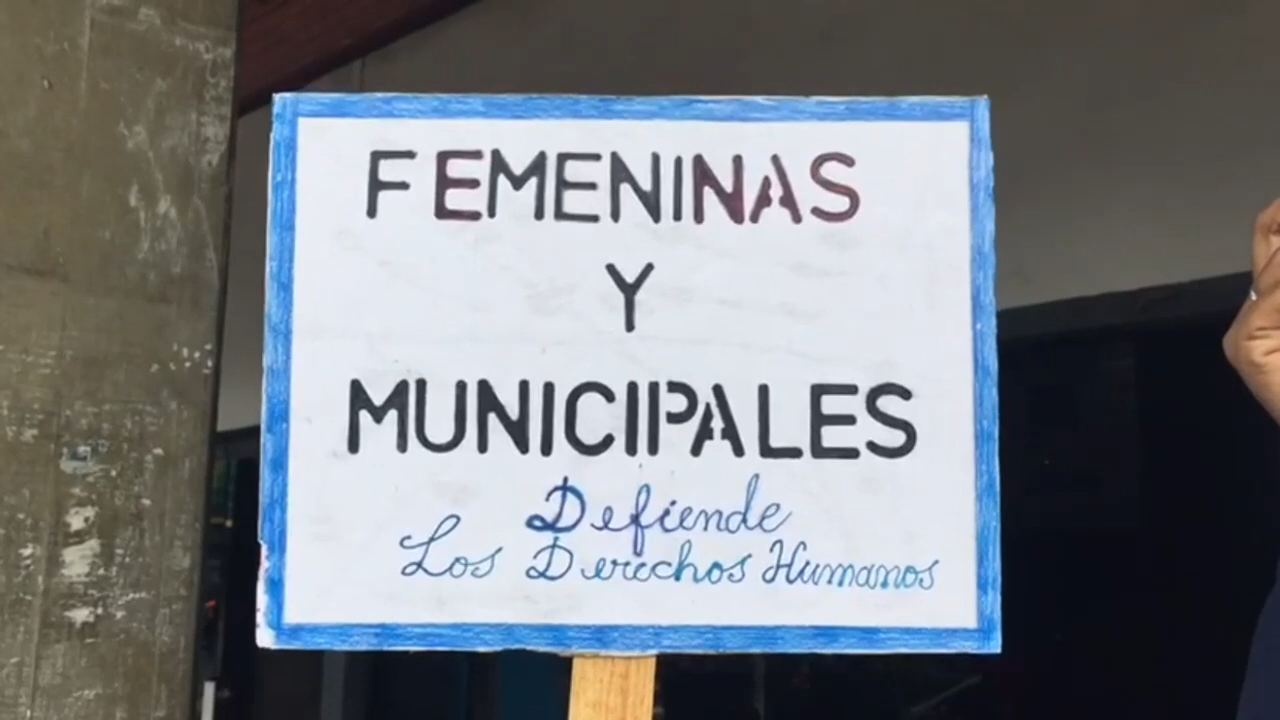 FEMENINAS
Y
MUNICIPALES
Defiende
Los Derechos Humanos